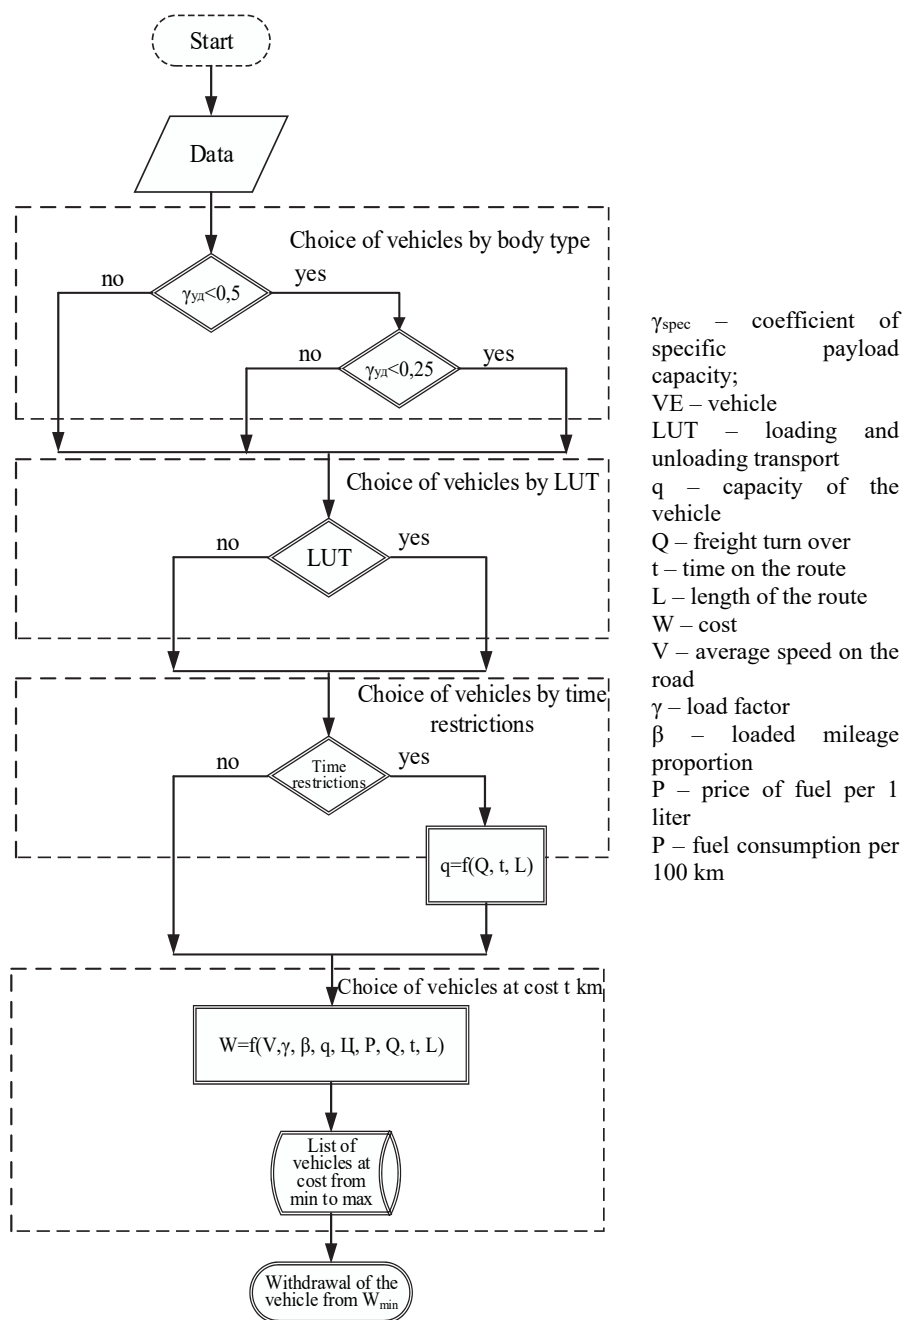 Start
Data
Choice of vehicles by body type
no
yes
γуд<0,5
no
yes
γуд<0,25
Choice of vehicles by LUT
no
yes
LUT
Choice of vehicles by time
restrictions
no
yes
Time
restrictions
q=f(Q, t, L)
Choice of vehicles at cost t km
W=f(V,γ, β, q, Ц, P, Q, t, L)
List of
vehicles at
cost from
min to max
Withdrawal of the
vehicle from Wmin
γspec – coefficient of
specific payload
capacity;
VE – vehicle
LUT – loading and
unloading transport
q – capacity of the
vehicle
Q – freight turn over
t – time on the route
L – length of the route
W – cost
V – average speed on the
road
γ – load factor
β – loaded mileage
proportion
P – price of fuel per 1
liter
P – fuel consumption per
100 km